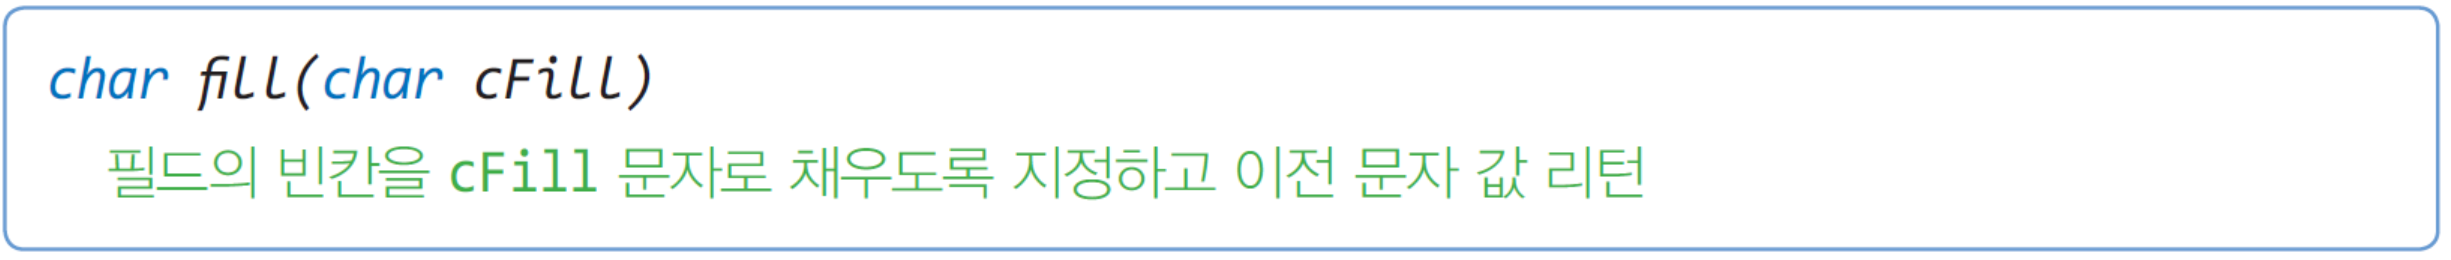 char fill(char cFill)
필드의 빈칸을 cFill 문자로 채우도록 지정하고 이전 문자 값 리턴